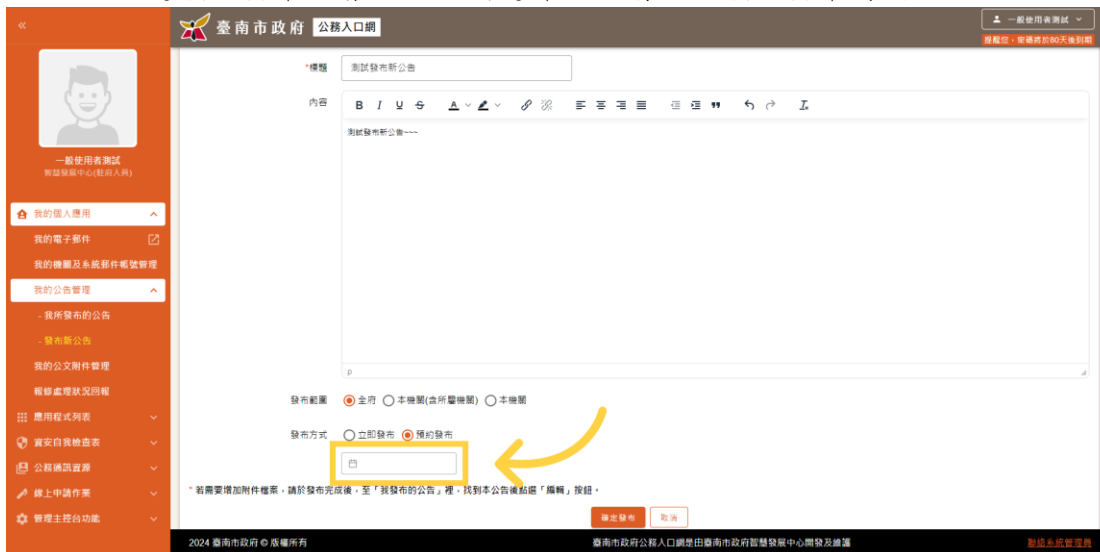 臺南市政府 公務入口網
一般使用者測試
提醒您，密碼將於80天後到期
一般使用者測試
智慧發展中心(駐府人員)
我的個人應用
我的電子郵件
我的機關及系統郵件帳號管理
我的公告管理
- 我所發布的公告
- 發布新公告
我的公文附件管理
報修處理狀況回報
應用程式列表
資安自我檢查表
公務通訊資源
線上申請作業
管理主控台功能
*標題 測試發布新公告
內容
B I U S A
測試發布新公告~~~
p
發布範圍 全府 本機關(含所屬機關) 本機關
發布方式 立即發布 預約發布
* 若需要增加附件檔案，請於發布完成後，至「我發布的公告」裡，找到本公告後點選「編輯」按鈕。
確定發布 取消
2024 臺南市政府 © 版權所有 臺南市政府公務入口網是由臺南市政府智慧發展中心開發及維護 聯絡系統管理員